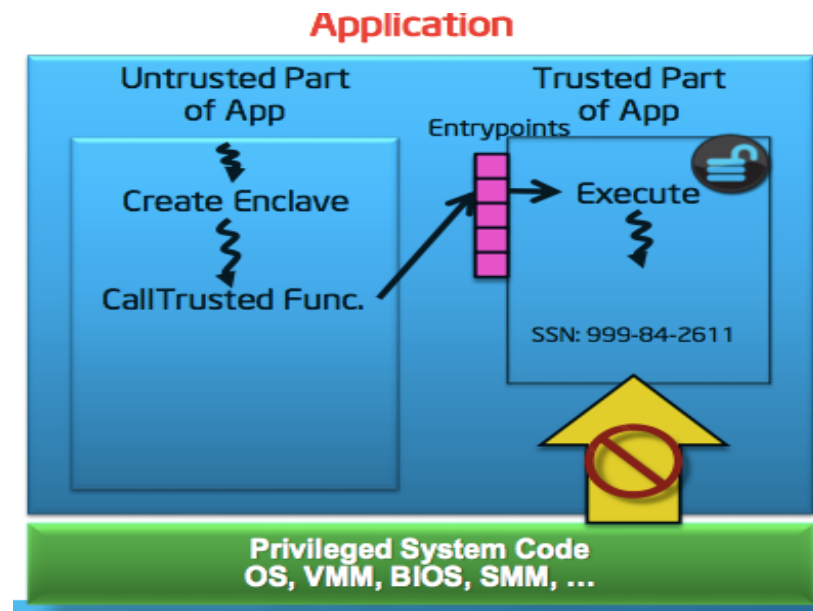 Application
Untrusted Part
of App
Trusted Part
of App
Entrypoints
Create Enclave
Execute
CallTrusted Func.
SSN: 999-84-2611
Privileged System Code
OS, VMM, BIOS, SMM, ...